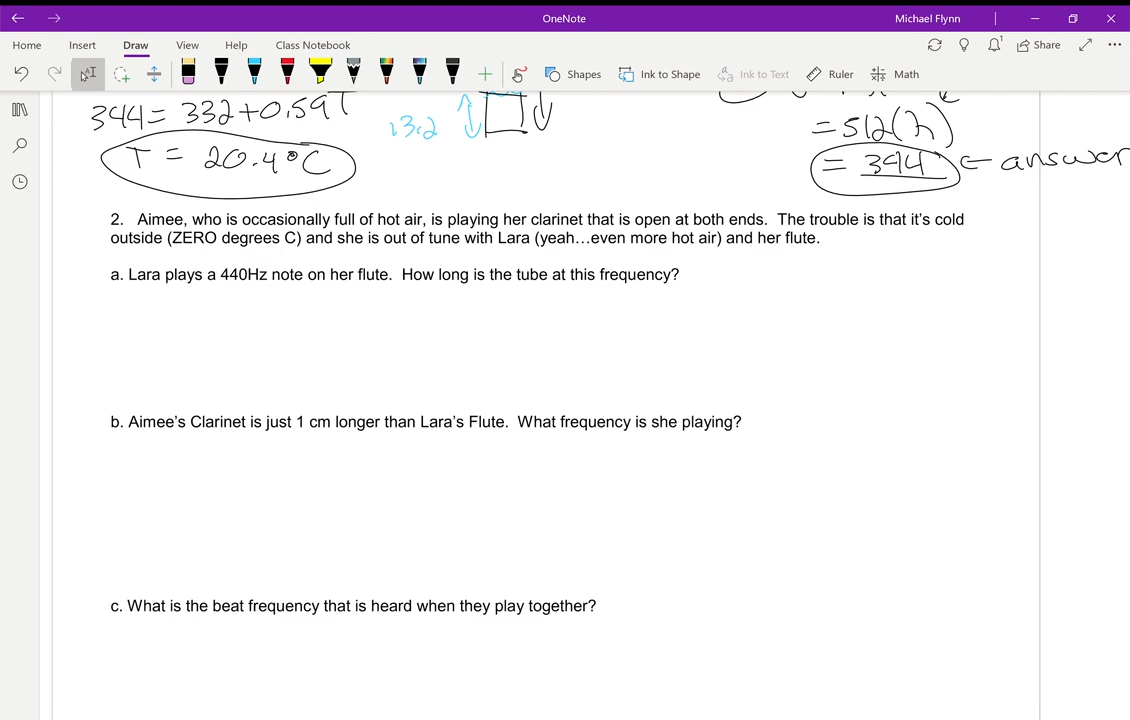 OneNote
Michael Flynn
Home Insert Draw View Help Class Notebook
1 Share
Shapes Ink to Shape Ink to Text Ruler Math
344 = 332 + 0.59T
T = 20.4°C
13.2
= 512(λ)
= 344 ← answer
2. Aimee, who is occasionally full of hot air, is playing her clarinet that is open at both ends. The trouble is that it's cold
outside (ZERO degrees C) and she is out of tune with Lara (yeah…even more hot air) and her flute.
a. Lara plays a 440Hz note on her flute. How long is the tube at this frequency?
b. Aimee's Clarinet is just 1 cm longer than Lara's Flute. What frequency is she playing?
c. What is the beat frequency that is heard when they play together?